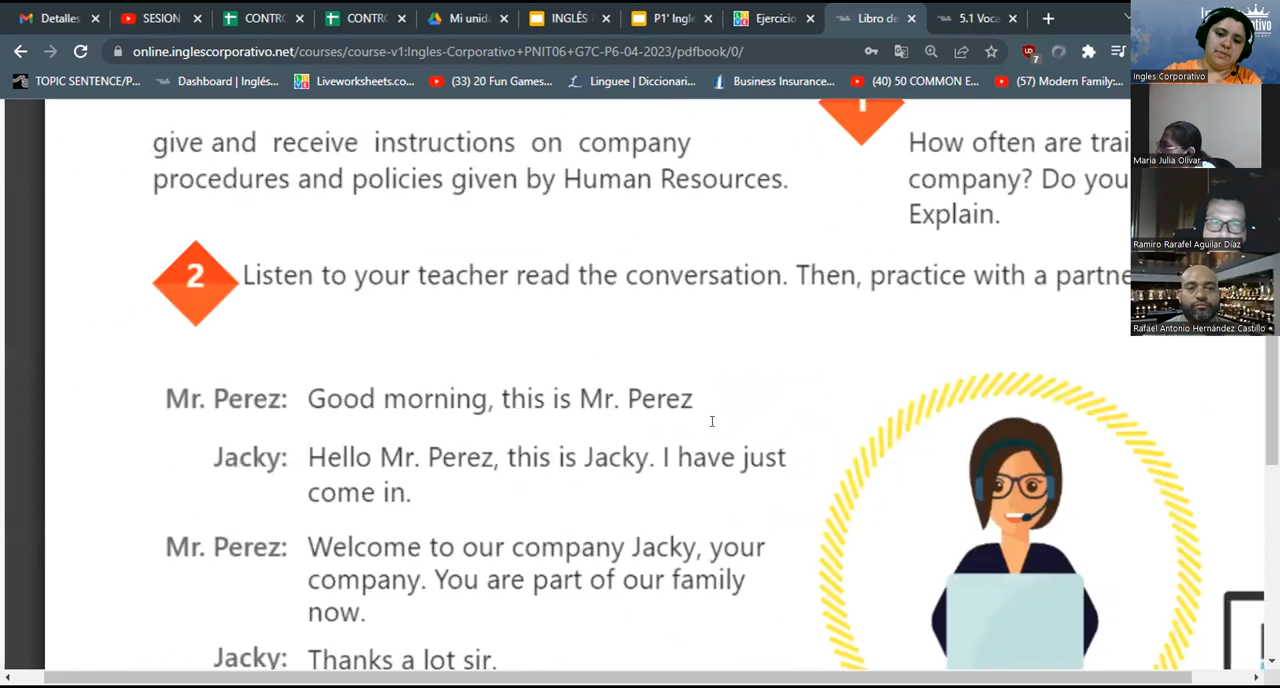 Detalles
SESION
CONTRO
CONTRO
Mi unida
INGLÉS
P1' Ingle
Ejercicio
Libro de
5.1 Voca
online.inglescorporativo.net/courses/course-v1:Ingles-Corporativo+PNIT06+G7C-P6-04-2023/pdfbook/0/
7
TOPIC SENTENCE/P...
Dashboard | Inglés...
Liveworksheets.co...
(33) 20 Fun Games...
Linguee | Diccionari...
Business Insurance...
(40) 50 COMMON E...
(57) Modern Family:...
Ingles Corporativo
Maria Julia Olivar
Ramiro Rarafel Aguilar Díaz
Rafael Antonio Hernández Castillo
give and receive instructions on company
procedures and policies given by Human Resources.
1
How often are trai
company? Do you
Explain.
2
Listen to your teacher read the conversation. Then, practice with a partne
Mr. Perez: Good morning, this is Mr. Perez
Jacky: Hello Mr. Perez, this is Jacky. I have just
come in.
Mr. Perez: Welcome to our company Jacky, your
company. You are part of our family
now.
Jacky: Thanks a lot sir.